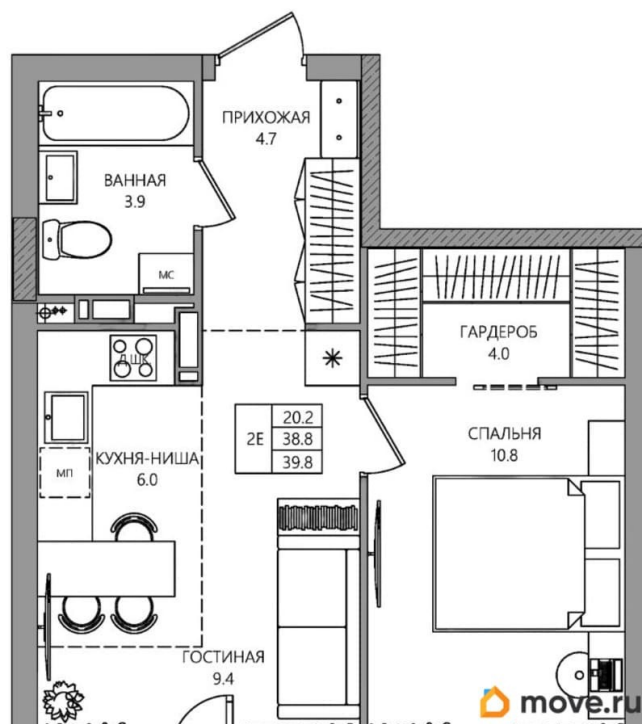 ПРИХОЖАЯ
4.7
ВАННАЯ
3.9
МС
ГАРДЕРОБ
4.0
Д.ШК
2Е
20.2
38.8
39.8
СПАЛЬНЯ
10.8
КУХНЯ-НИША
6.0
МП
ГОСТИНАЯ
9.4
move.ru